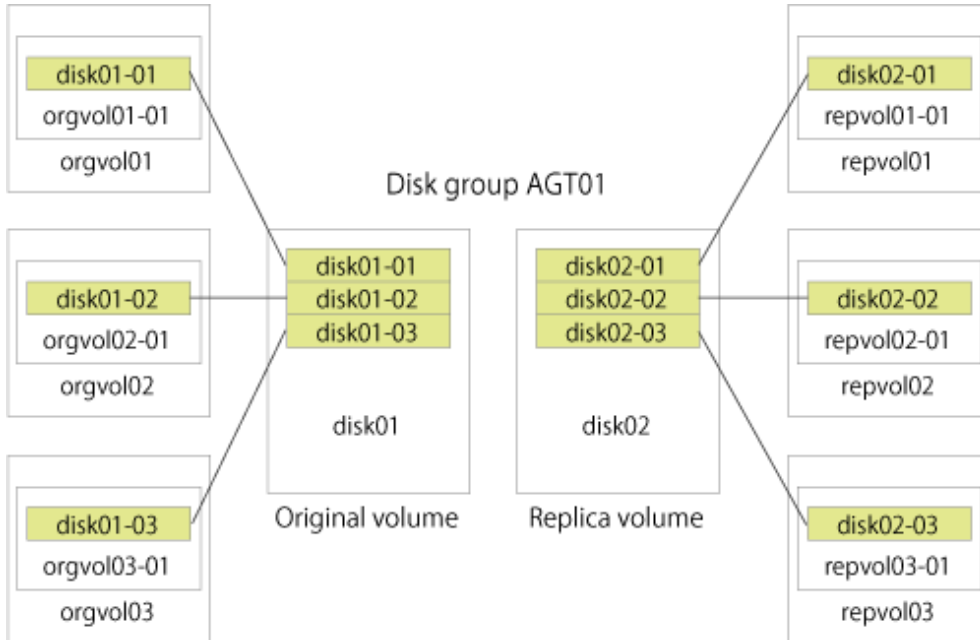 disk01-01
orgvol01-01
orgvol01
disk01-02
orgvol02-01
orgvol02
disk01-03
orgvol03-01
orgvol03
Disk group AGT01
disk01-01
disk01-02
disk01-03
disk01
Original volume
disk02-01
disk02-02
disk02-03
disk02
Replica volume
disk02-01
repvol01-01
repvol01
disk02-02
repvol02-01
repvol02
disk02-03
repvol03-01
repvol03